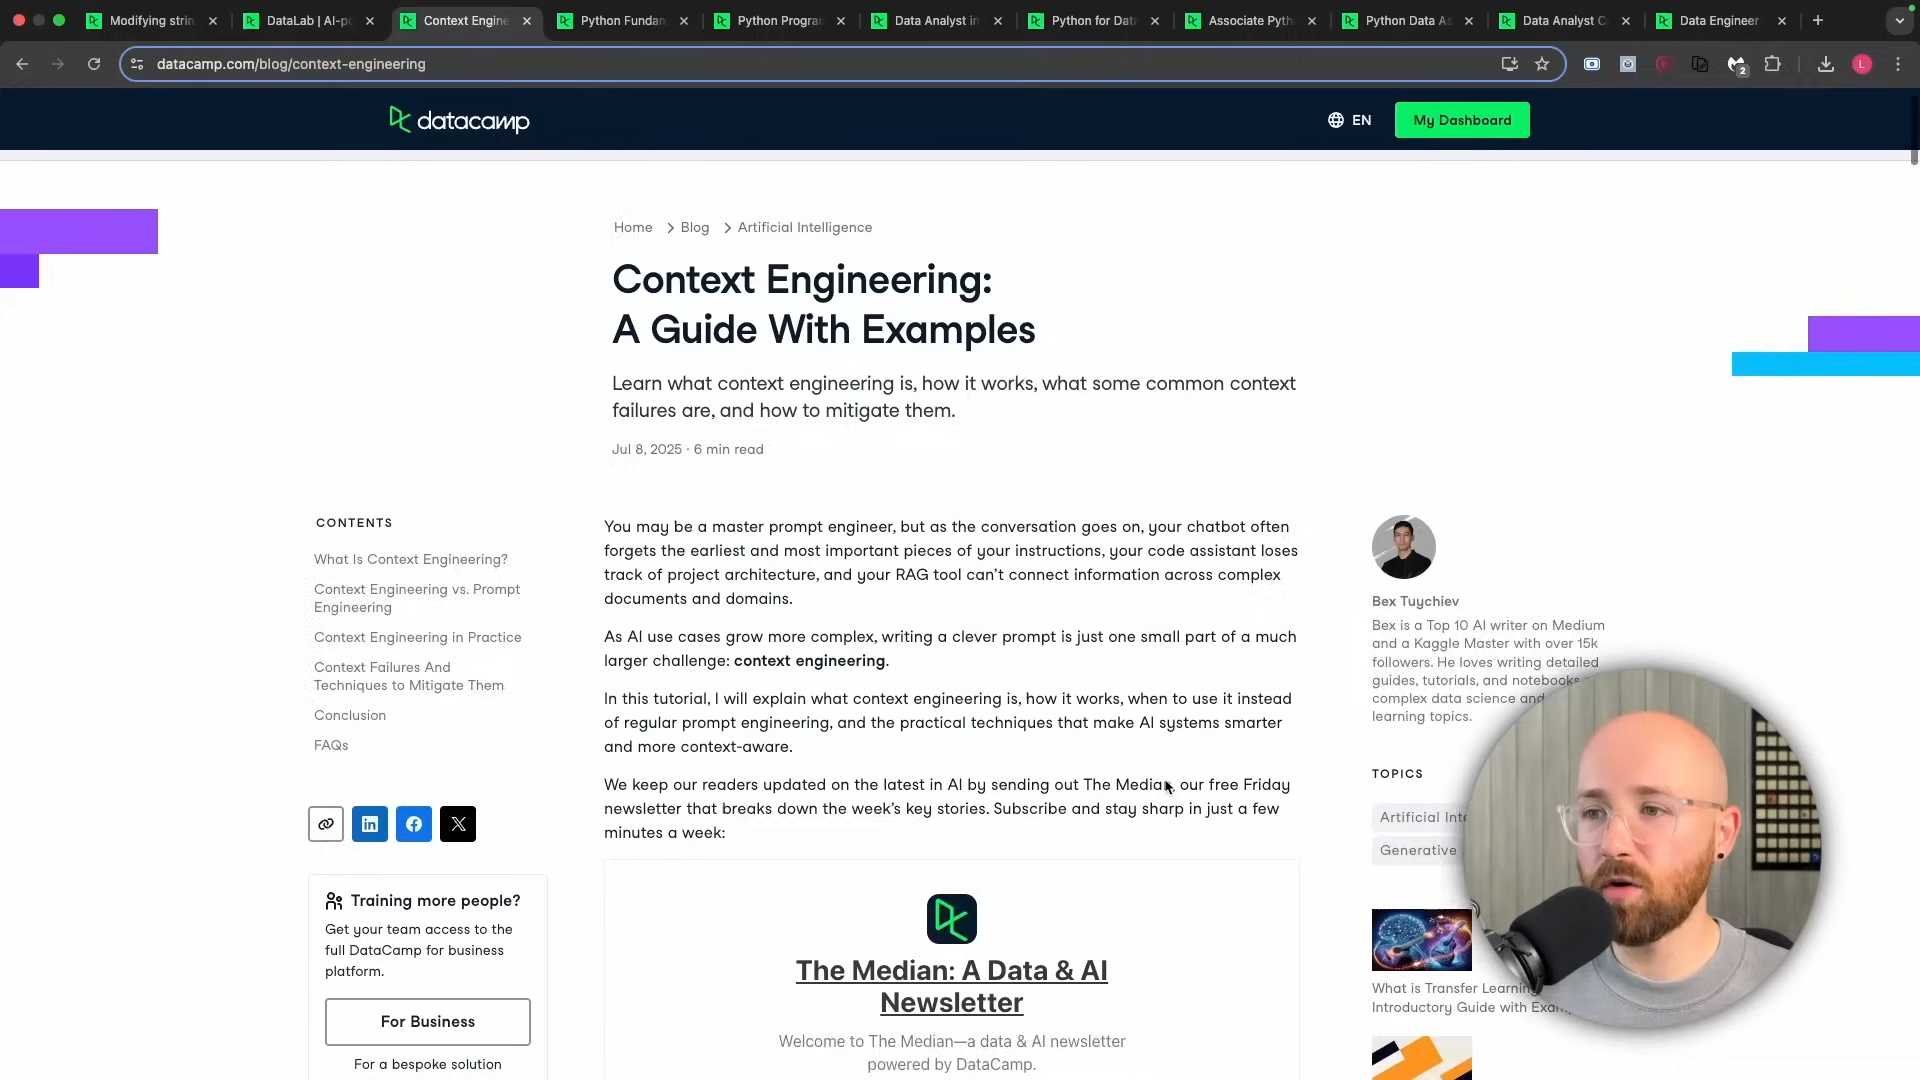 Modifying strin
DataLab | AI-p
Context Engine
Python Fundam
Python Program
Data Analyst in
Python for Dat
Associate Pyth
Python Data As
Data Analyst C
Data Engineer
datacamp.com/blog/context-engineering
2
L
datacamp
EN
My Dashboard
Home
Blog
Artificial Intelligence
Context Engineering:
A Guide With Examples
Learn what context engineering is, how it works, what some common context
failures are, and how to mitigate them.
Jul 8, 2025 · 6 min read
CONTENTS
What Is Context Engineering?
Context Engineering vs. Prompt
Engineering
Context Engineering in Practice
Context Failures And
Techniques to Mitigate Them
Conclusion
FAQs
Training more people?
Get your team access to the
full DataCamp for business
platform.
For Business
For a bespoke solution
You may be a master prompt engineer, but as the conversation goes on, your chatbot often
forgets the earliest and most important pieces of your instructions, your code assistant loses
track of project architecture, and your RAG tool can’t connect information across complex
documents and domains.
As AI use cases grow more complex, writing a clever prompt is just one small part of a much
larger challenge: context engineering.
In this tutorial, I will explain what context engineering is, how it works, when to use it instead
of regular prompt engineering, and the practical techniques that make AI systems smarter
and more context-aware.
We keep our readers updated on the latest in AI by sending out The Median, our free Friday
newsletter that breaks down the week’s key stories. Subscribe and stay sharp in just a few
minutes a week:
The Median: A Data & AI
Newsletter
Welcome to The Median—a data & AI newsletter
powered by DataCamp.
Bex Tuychiev
Bex is a Top 10 AI writer on Medium
and a Kaggle Master with over 15k
followers. He loves writing detailed
guides, tutorials, and notebooks
complex data science and
learning topics.
TOPICS
Artificial Int
Generative
What is Transfer Learning
Introductory Guide with Exam